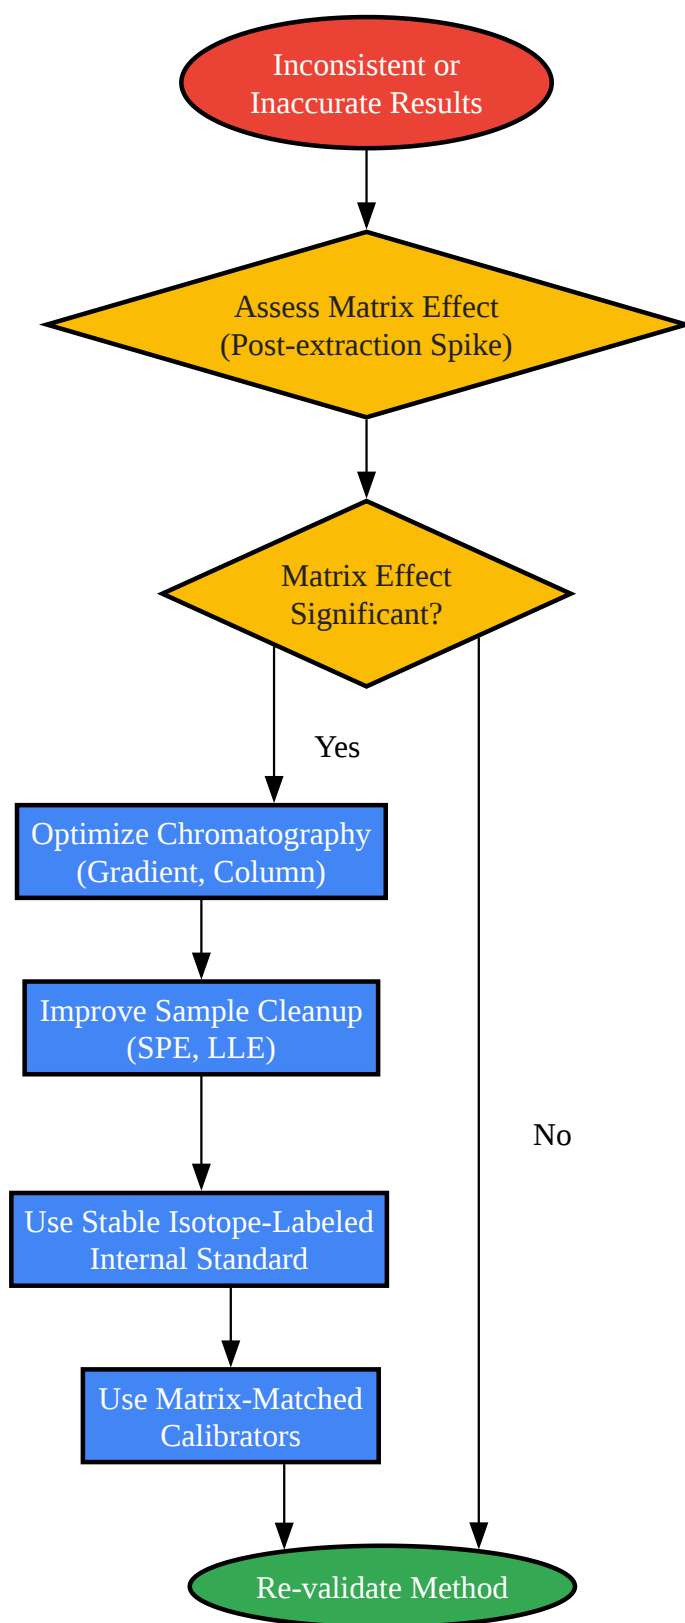 Inconsistent or
Inaccurate Results
Assess Matrix Effect
(Post-extraction Spike)
Matrix Effect
Significant?
Yes
Optimize Chromatography
(Gradient, Column)
Improve Sample Cleanup
(SPE, LLE)
No
Use Stable Isotope-Labeled
Internal Standard
Use Matrix-Matched
Calibrators
Re-validate Method